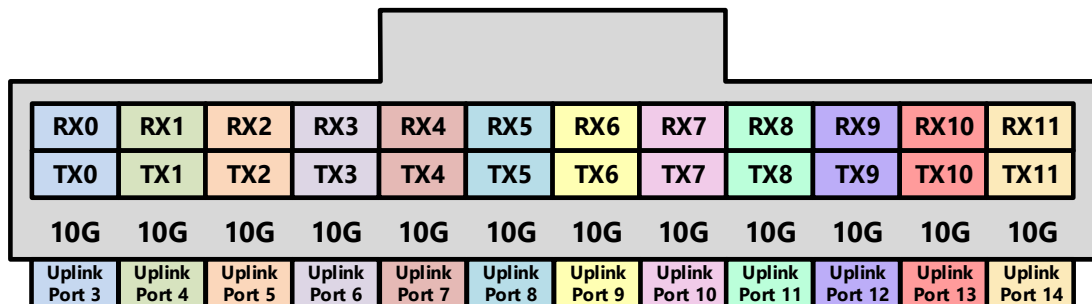 RX0 RX1 RX2 RX3 RX4 RX5 RX6 RX7 RX8 RX9 RX10 RX11
TX0 TX1 TX2 TX3 TX4 TX5 TX6 TX7 TX8 TX9 TX10 TX11
10G 10G 10G 10G 10G 10G 10G 10G 10G 10G 10G 10G
Uplink Uplink Uplink Uplink Uplink Uplink Uplink Uplink Uplink Uplink Uplink Uplink
Port 3 Port 4 Port 5 Port 6 Port 7 Port 8 Port 9 Port 10 Port 11 Port 12 Port 13 Port 14